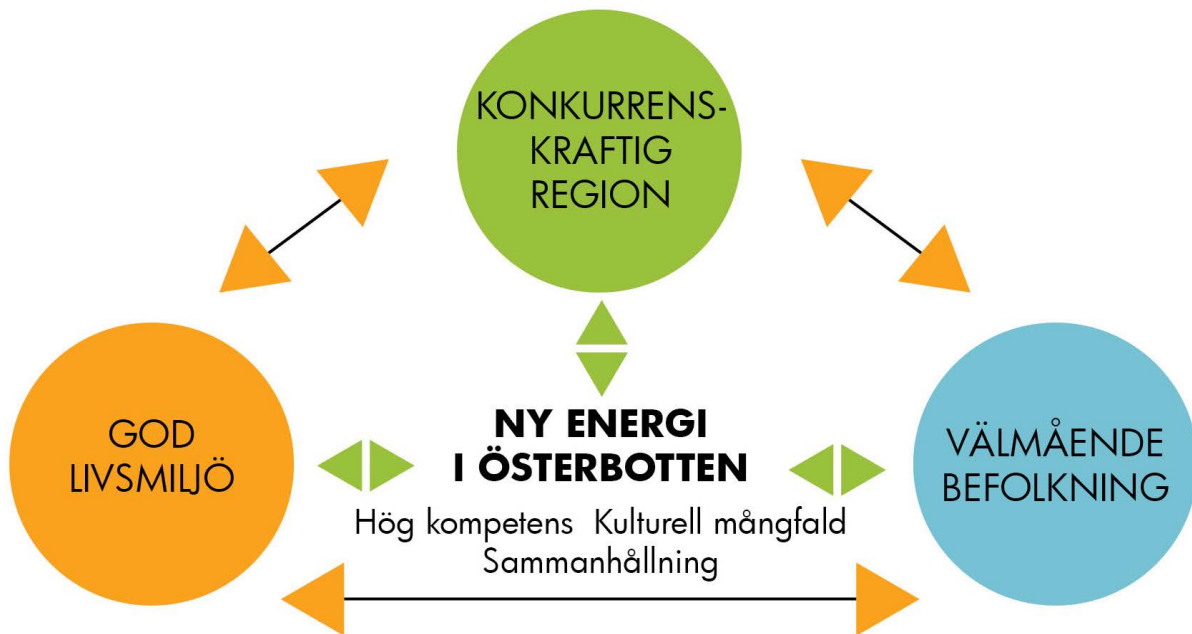 KONKURRENS-
KRAFTIG
REGION
GOD
LIVSMILJÖ
NY ENERGI
I ÖSTERBOTTEN
Hög kompetens  Kulturell mångfald
Sammanhållning
VÄLMÅENDE
BEFOLKNING